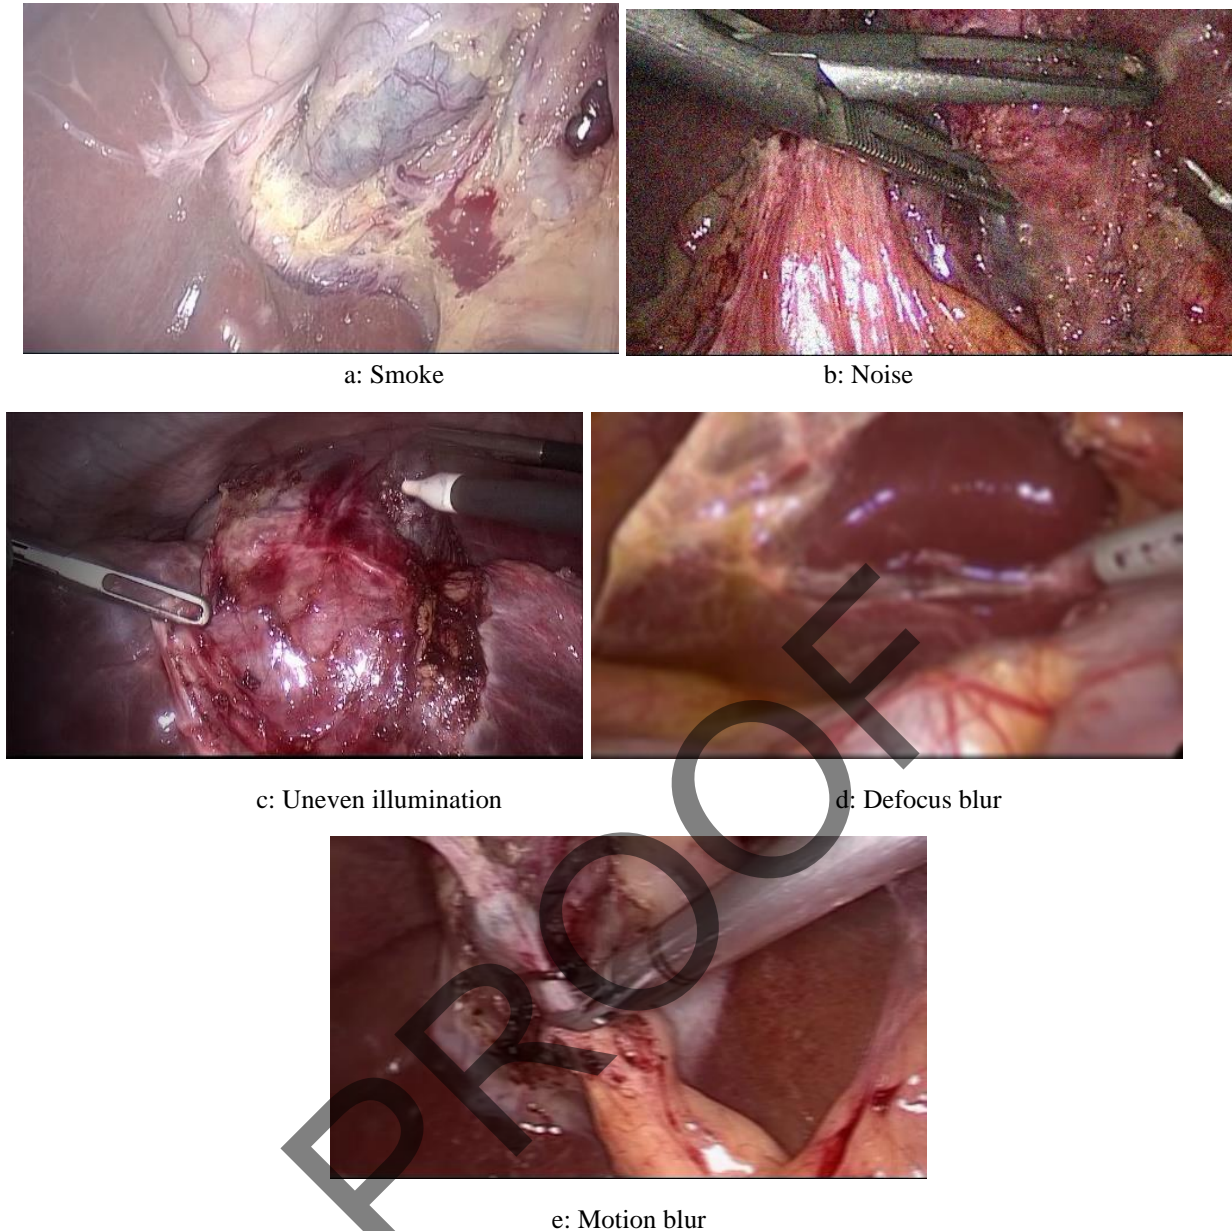 a: Smoke
b: Noise
c: Uneven illumination
d: Defocus blur
e: Motion blur
PROOF